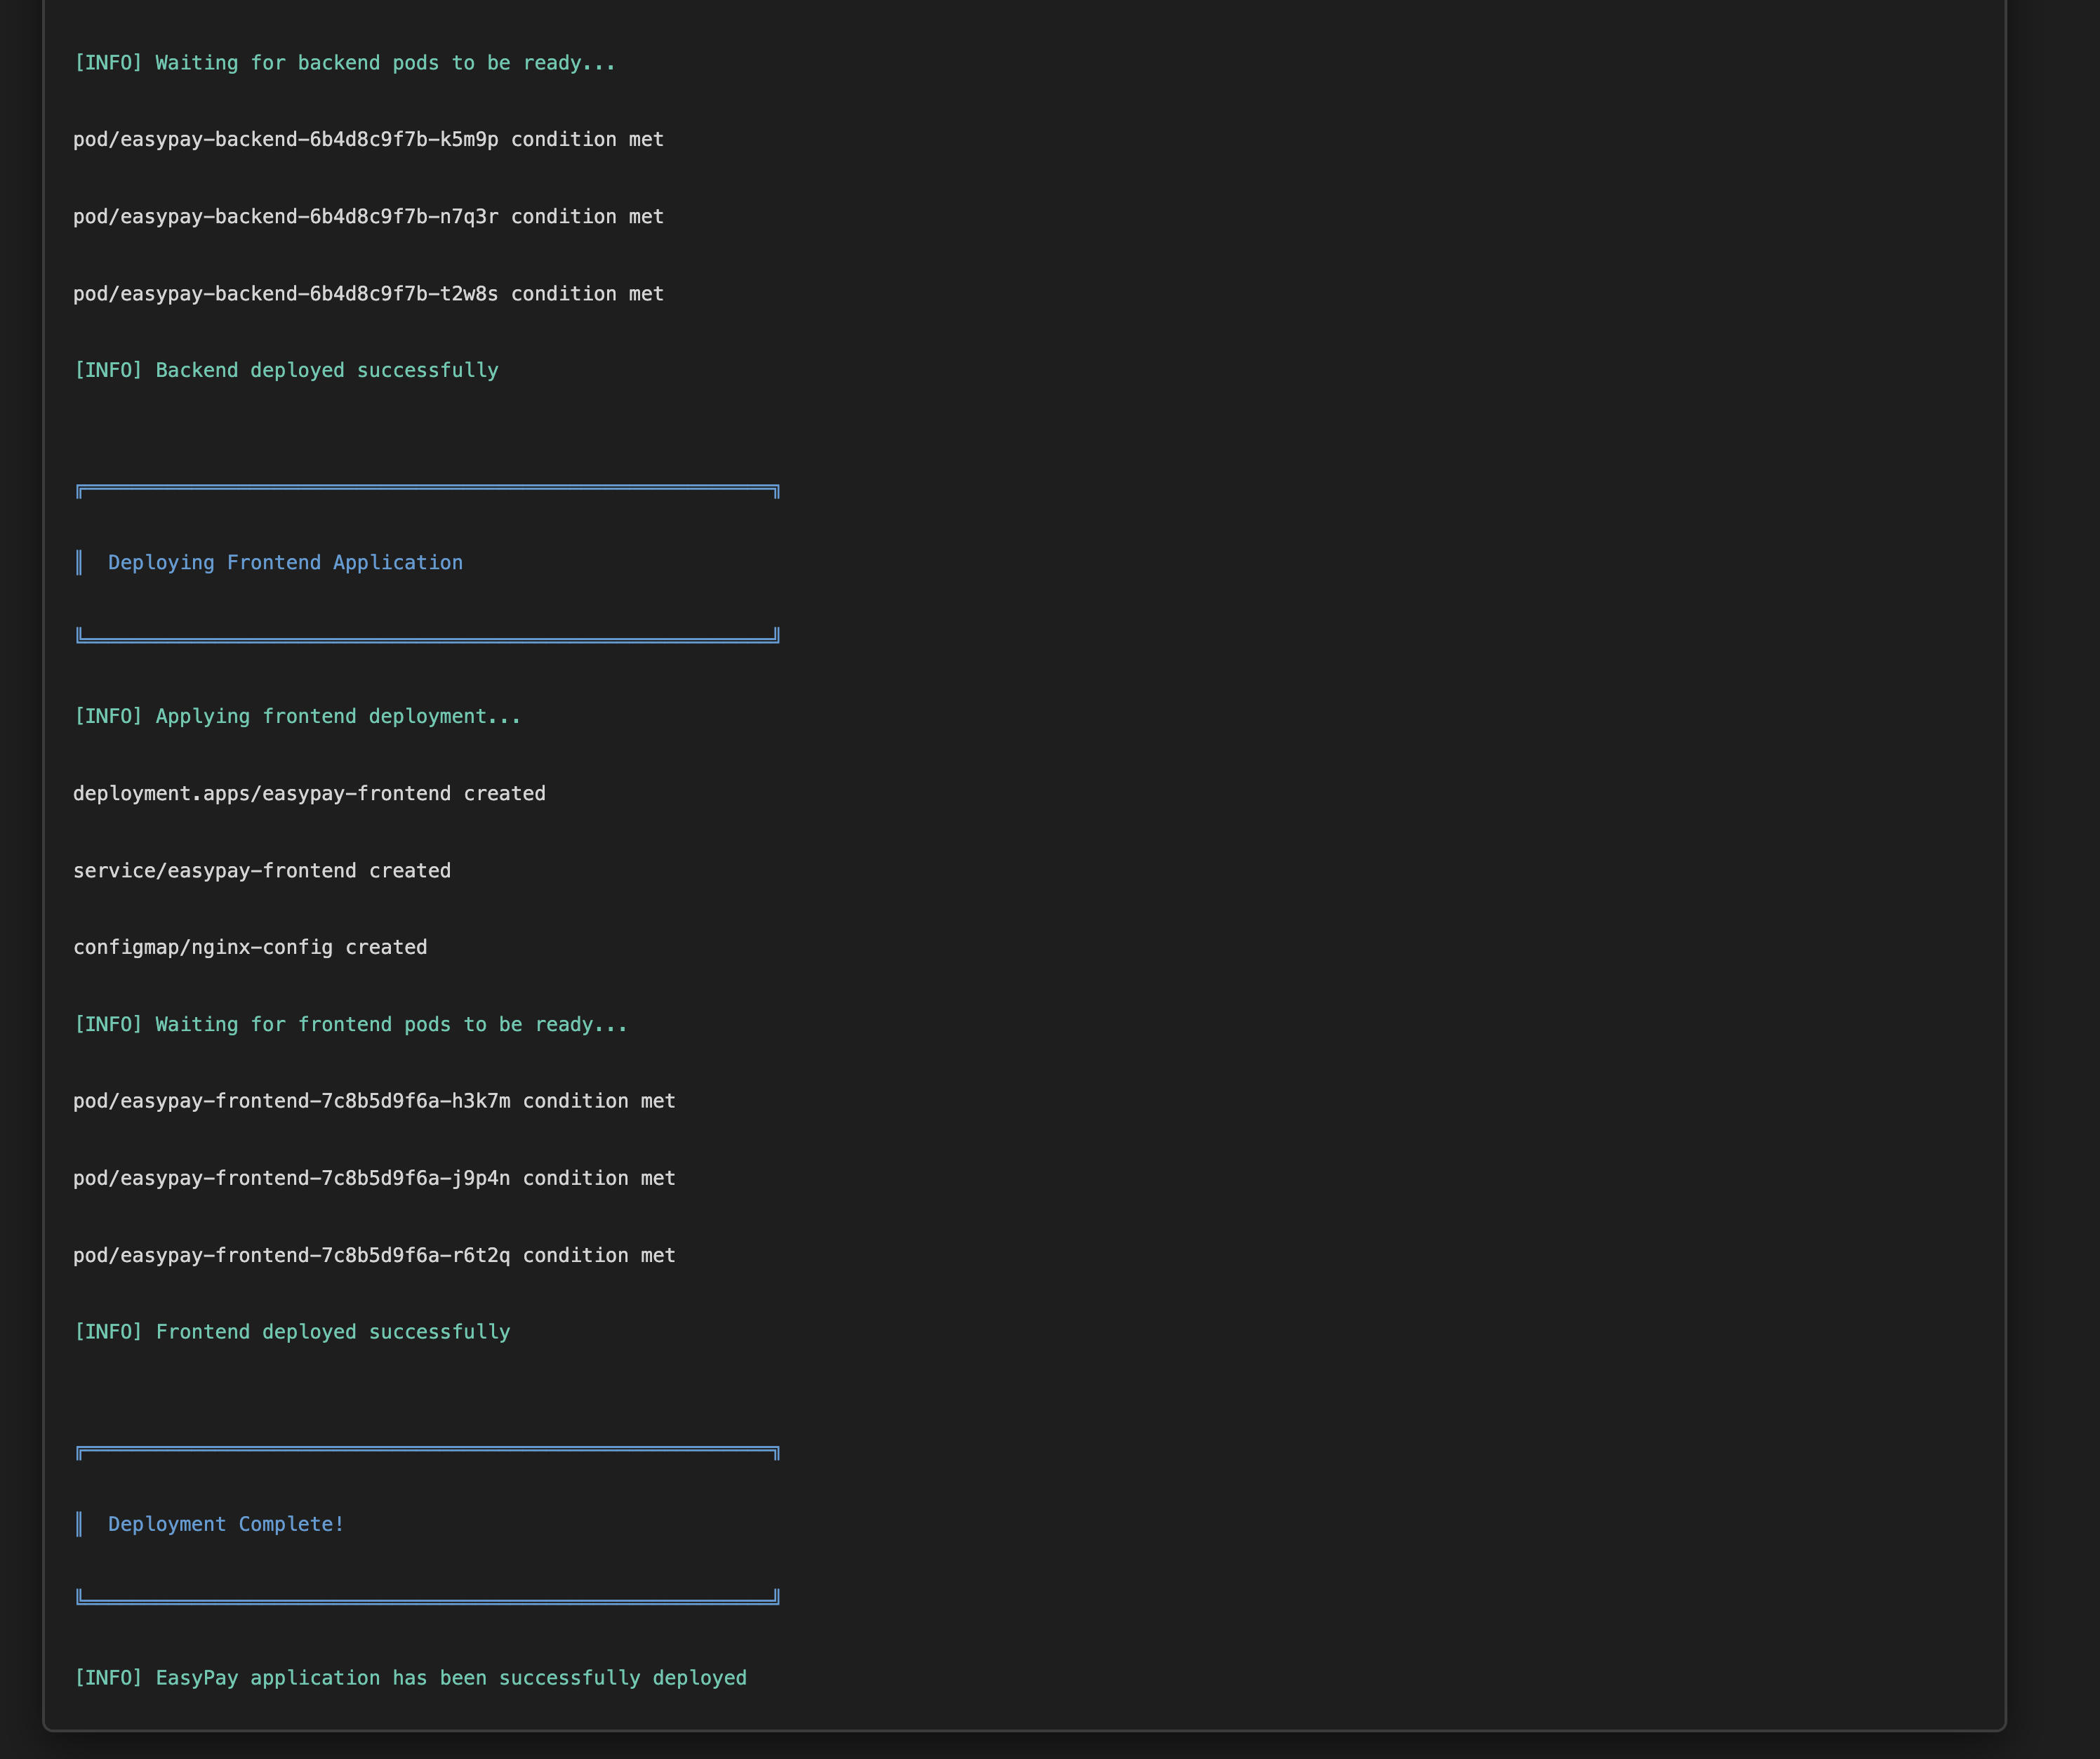 [INFO] Waiting for backend pods to be ready...
pod/easypay-backend-6b4d8c9f7b-k5m9p condition met
pod/easypay-backend-6b4d8c9f7b-n7q3r condition met
pod/easypay-backend-6b4d8c9f7b-t2w8s condition met
[INFO] Backend deployed successfully
Deploying Frontend Application
[INFO] Applying frontend deployment...
deployment.apps/easypay-frontend created
service/easypay-frontend created
configmap/nginx-config created
[INFO] Waiting for frontend pods to be ready...
pod/easypay-frontend-7c8b5d9f6a-h3k7m condition met
pod/easypay-frontend-7c8b5d9f6a-j9p4n condition met
pod/easypay-frontend-7c8b5d9f6a-r6t2q condition met
[INFO] Frontend deployed successfully
Deployment Complete!
[INFO] EasyPay application has been successfully deployed